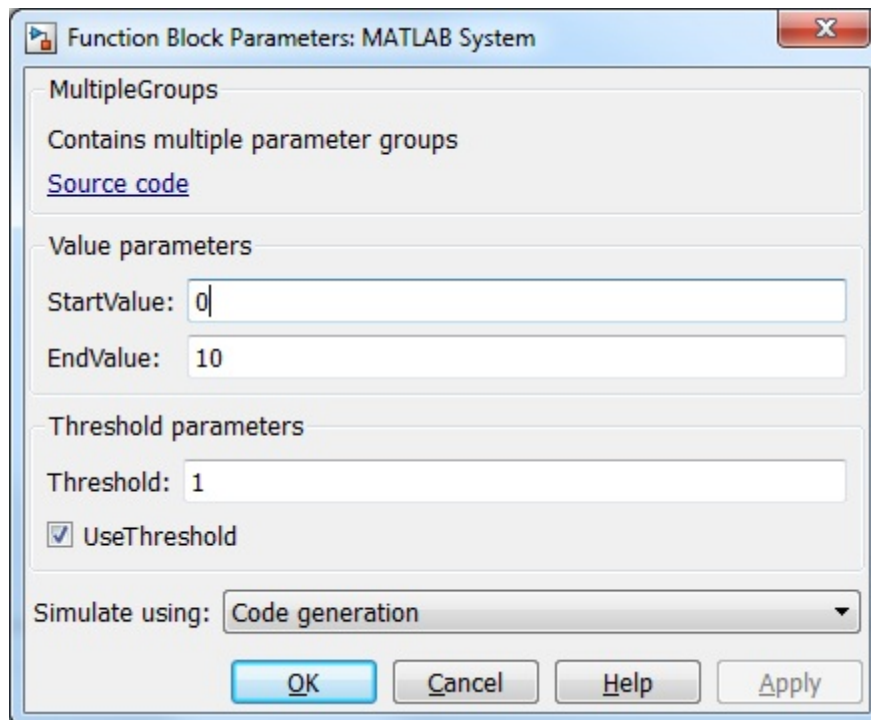 Function Block Parameters: MATLAB System
MultipleGroups
Contains multiple parameter groups
Source code
Value parameters
StartValue: 0
EndValue: 10
Threshold parameters
Threshold: 1
UseThreshold
Simulate using: Code generation
OK Cancel Help Apply